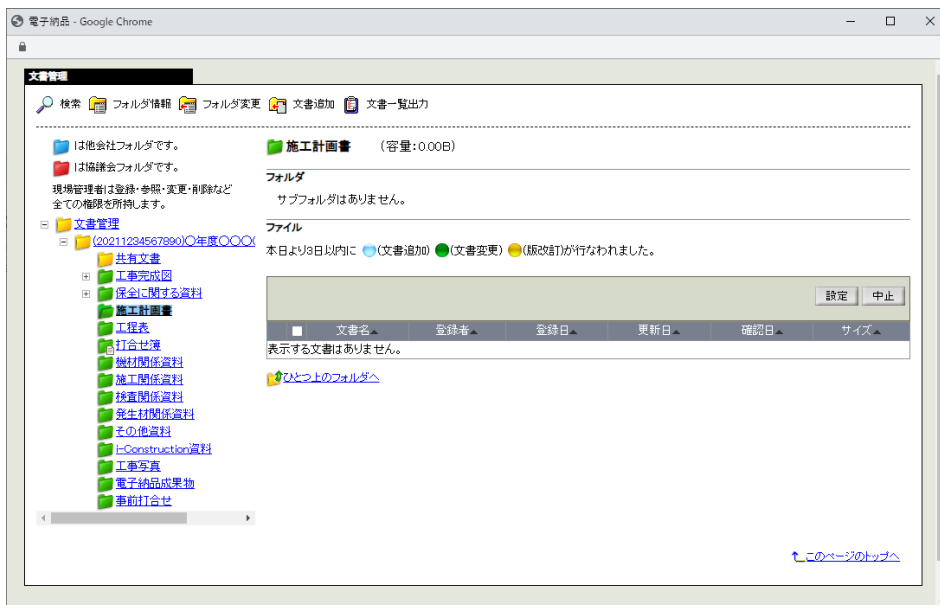 電子納品 - Google Chrome
文書管理
検索 フォルダ情報 フォルダ変更 文書追加 文書一覧出力
は他会社フォルダです。
は協議会フォルダです。
現場管理者は登録・参照・変更・削除など
全ての権限を所持します。
文書管理
(20211234567890)〇年度〇〇〇(
共有文書
工事完成図
保全に関する資料
施工計画書
工程表
打合せ簿
機材関係資料
施工関係資料
検査関係資料
発生材関係資料
その他資料
i-Construction資料
工事写真
電子納品成果物
事前打合せ
施工計画書 (容量:0.00B)
フォルダ
サブフォルダはありません。
ファイル
本日より3日以内に (文書追加) (文書変更) (版改訂)が行なわれました。
設定 中止
文書名▲ 登録者▲ 登録日▲ 更新日▲ 確認日▲ サイズ▲
表示する文書はありません。
ひとつ上のフォルダへ
このページのトップへ